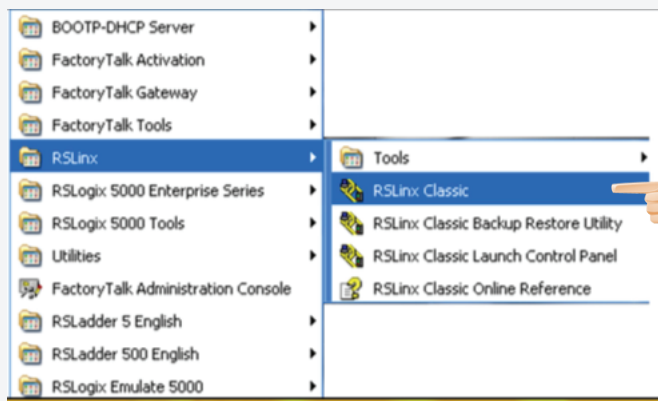 BOOTP-DHCP Server
FactoryTalk Activation
FactoryTalk Gateway
FactoryTalk Tools
RSLinx
RSLogix 5000 Enterprise Series
RSLogix 5000 Tools
Utilities
FactoryTalk Administration Console
RSLadder 5 English
RSLadder 500 English
RSLogix Emulate 5000
Tools
RSLinx Classic
RSLinx Classic Backup Restore Utility
RSLinx Classic Launch Control Panel
RSLinx Classic Online Reference